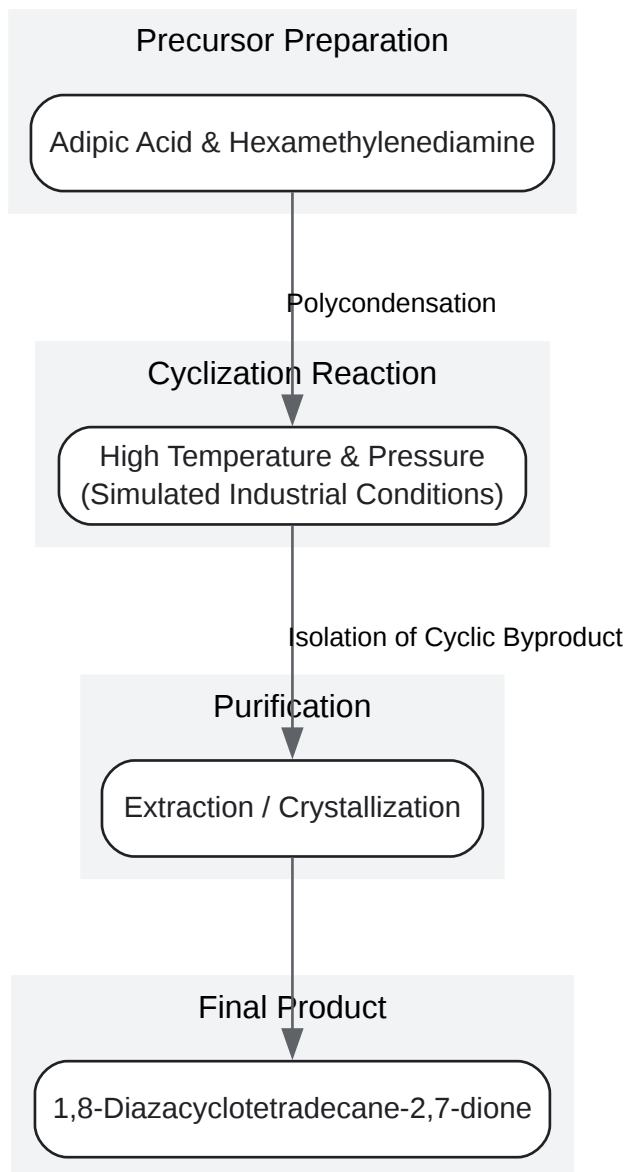 Precursor Preparation
Adipic Acid & Hexamethylenediamine
Polycondensation
Cyclization Reaction
High Temperature & Pressure
(Simulated Industrial Conditions)
Isolation of Cyclic Byproduct
Purification
Extraction / Crystallization
Final Product
1,8-Diazacyclotetradecane-2,7-dione